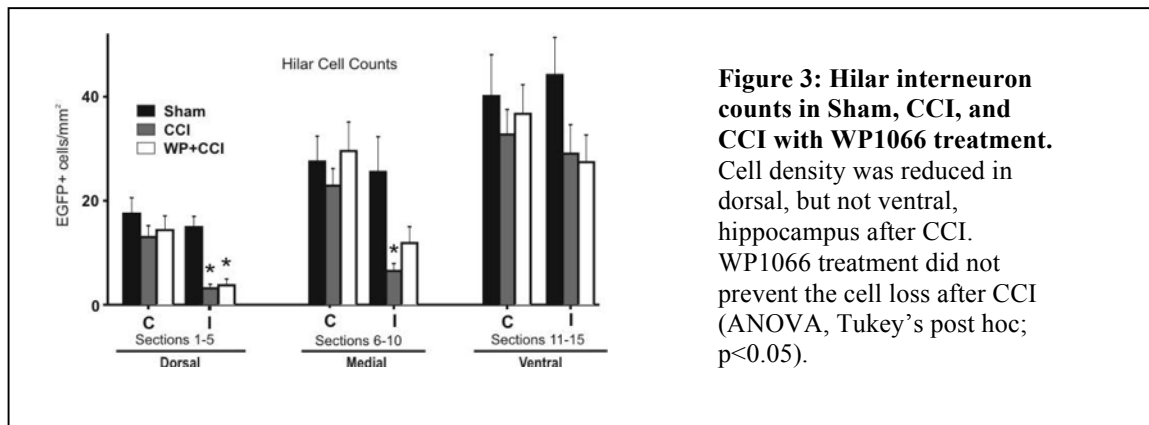 Hilar Cell Counts
EGFP+ cells/mm²
40
20
0
Sham
CCI
WP+CCI
*
*
*
C
I
C
I
C
I
Sections 1-5
Sections 6-10
Sections 11-15
Dorsal
Medial
Ventral
Figure 3: Hilar interneuron
counts in Sham, CCI, and
CCI with WP1066 treatment.
Cell density was reduced in
dorsal, but not ventral,
hippocampus after CCI.
WP1066 treatment did not
prevent the cell loss after CCI
(ANOVA, Tukey’s post hoc;
p<0.05).